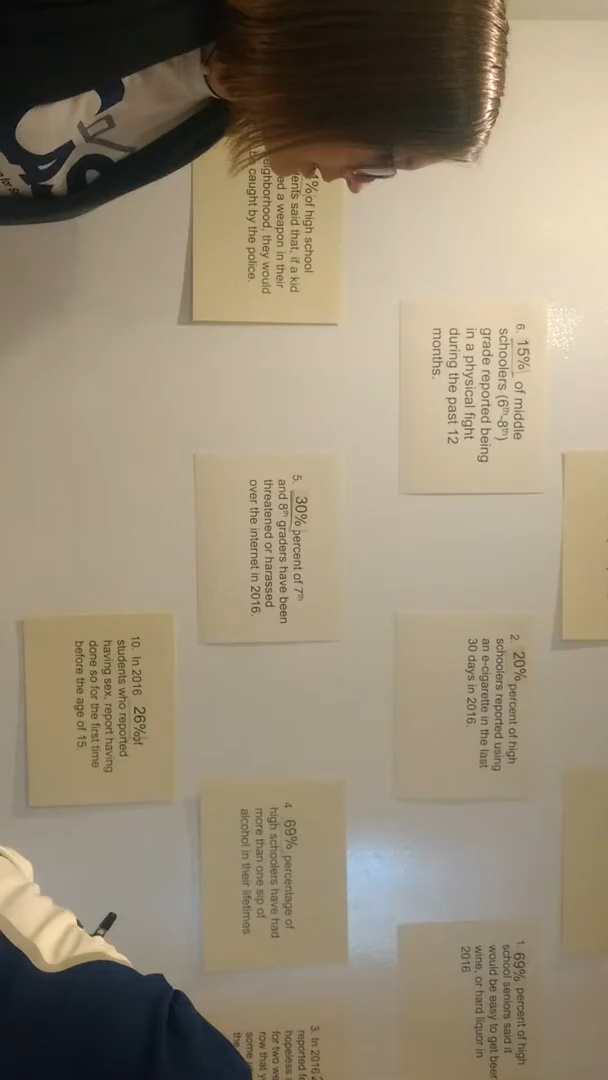 1. 69% percent of high
school seniors said it
would be easy to get beer
wine, or hard liquor in
2016
2. 20% percent of high
schoolers reported using
an e-cigarette in the last
30 days in 2016.
6. 15% of middle
schoolers (6th-8th)
grade reported being
in a physical fight
during the past 12
months.
3. In 2016
reported
hopeless
for two
row that
some
the
4 69% percentage of
high schoolers have had
more than one sip of
alcohol in their lifetimes
5. 30% percent of 7th
and 8th graders have been
threatened or harassed
over the internet in 2016.
1% of high school
ents said that, if a kid
ed a weapon in their
eighborhood, they would
caught by the police.
10. In 2016 26% of
students who reported
having sex, report having
done so for the first time
before the age of 15.